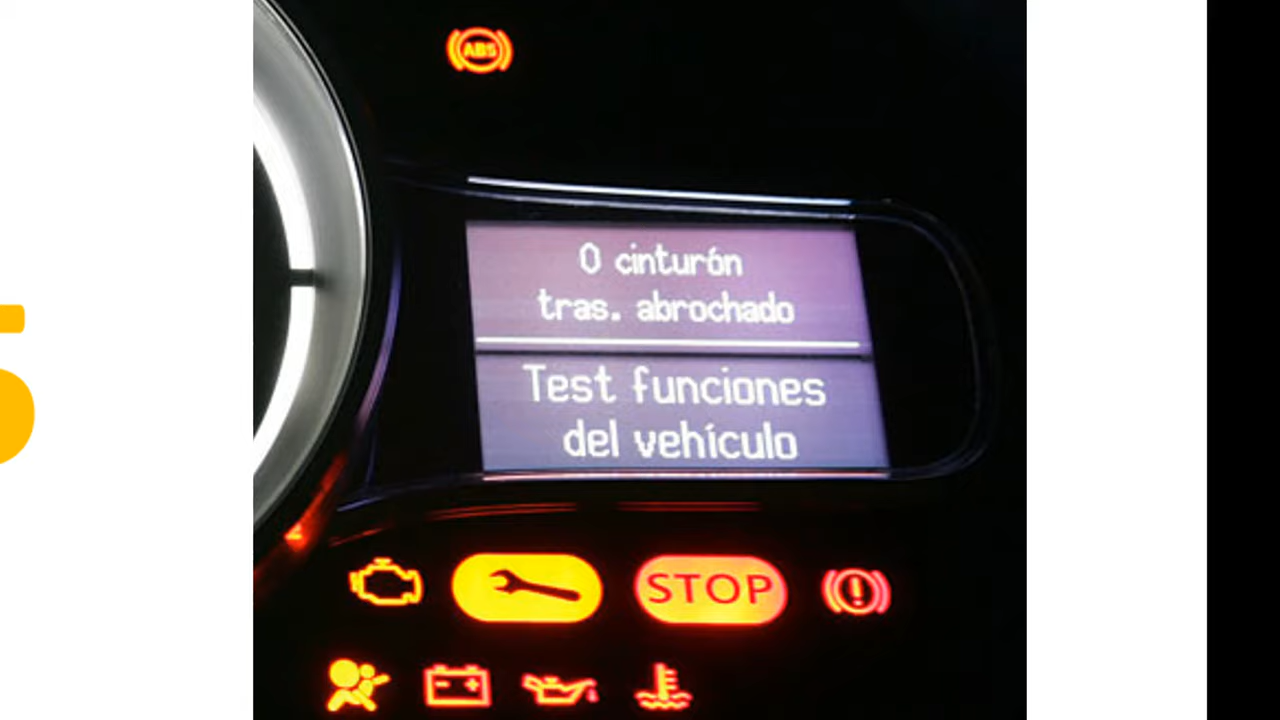 ABS
0 cinturón
tras. abrochado
Test funciones
del vehículo
STOP